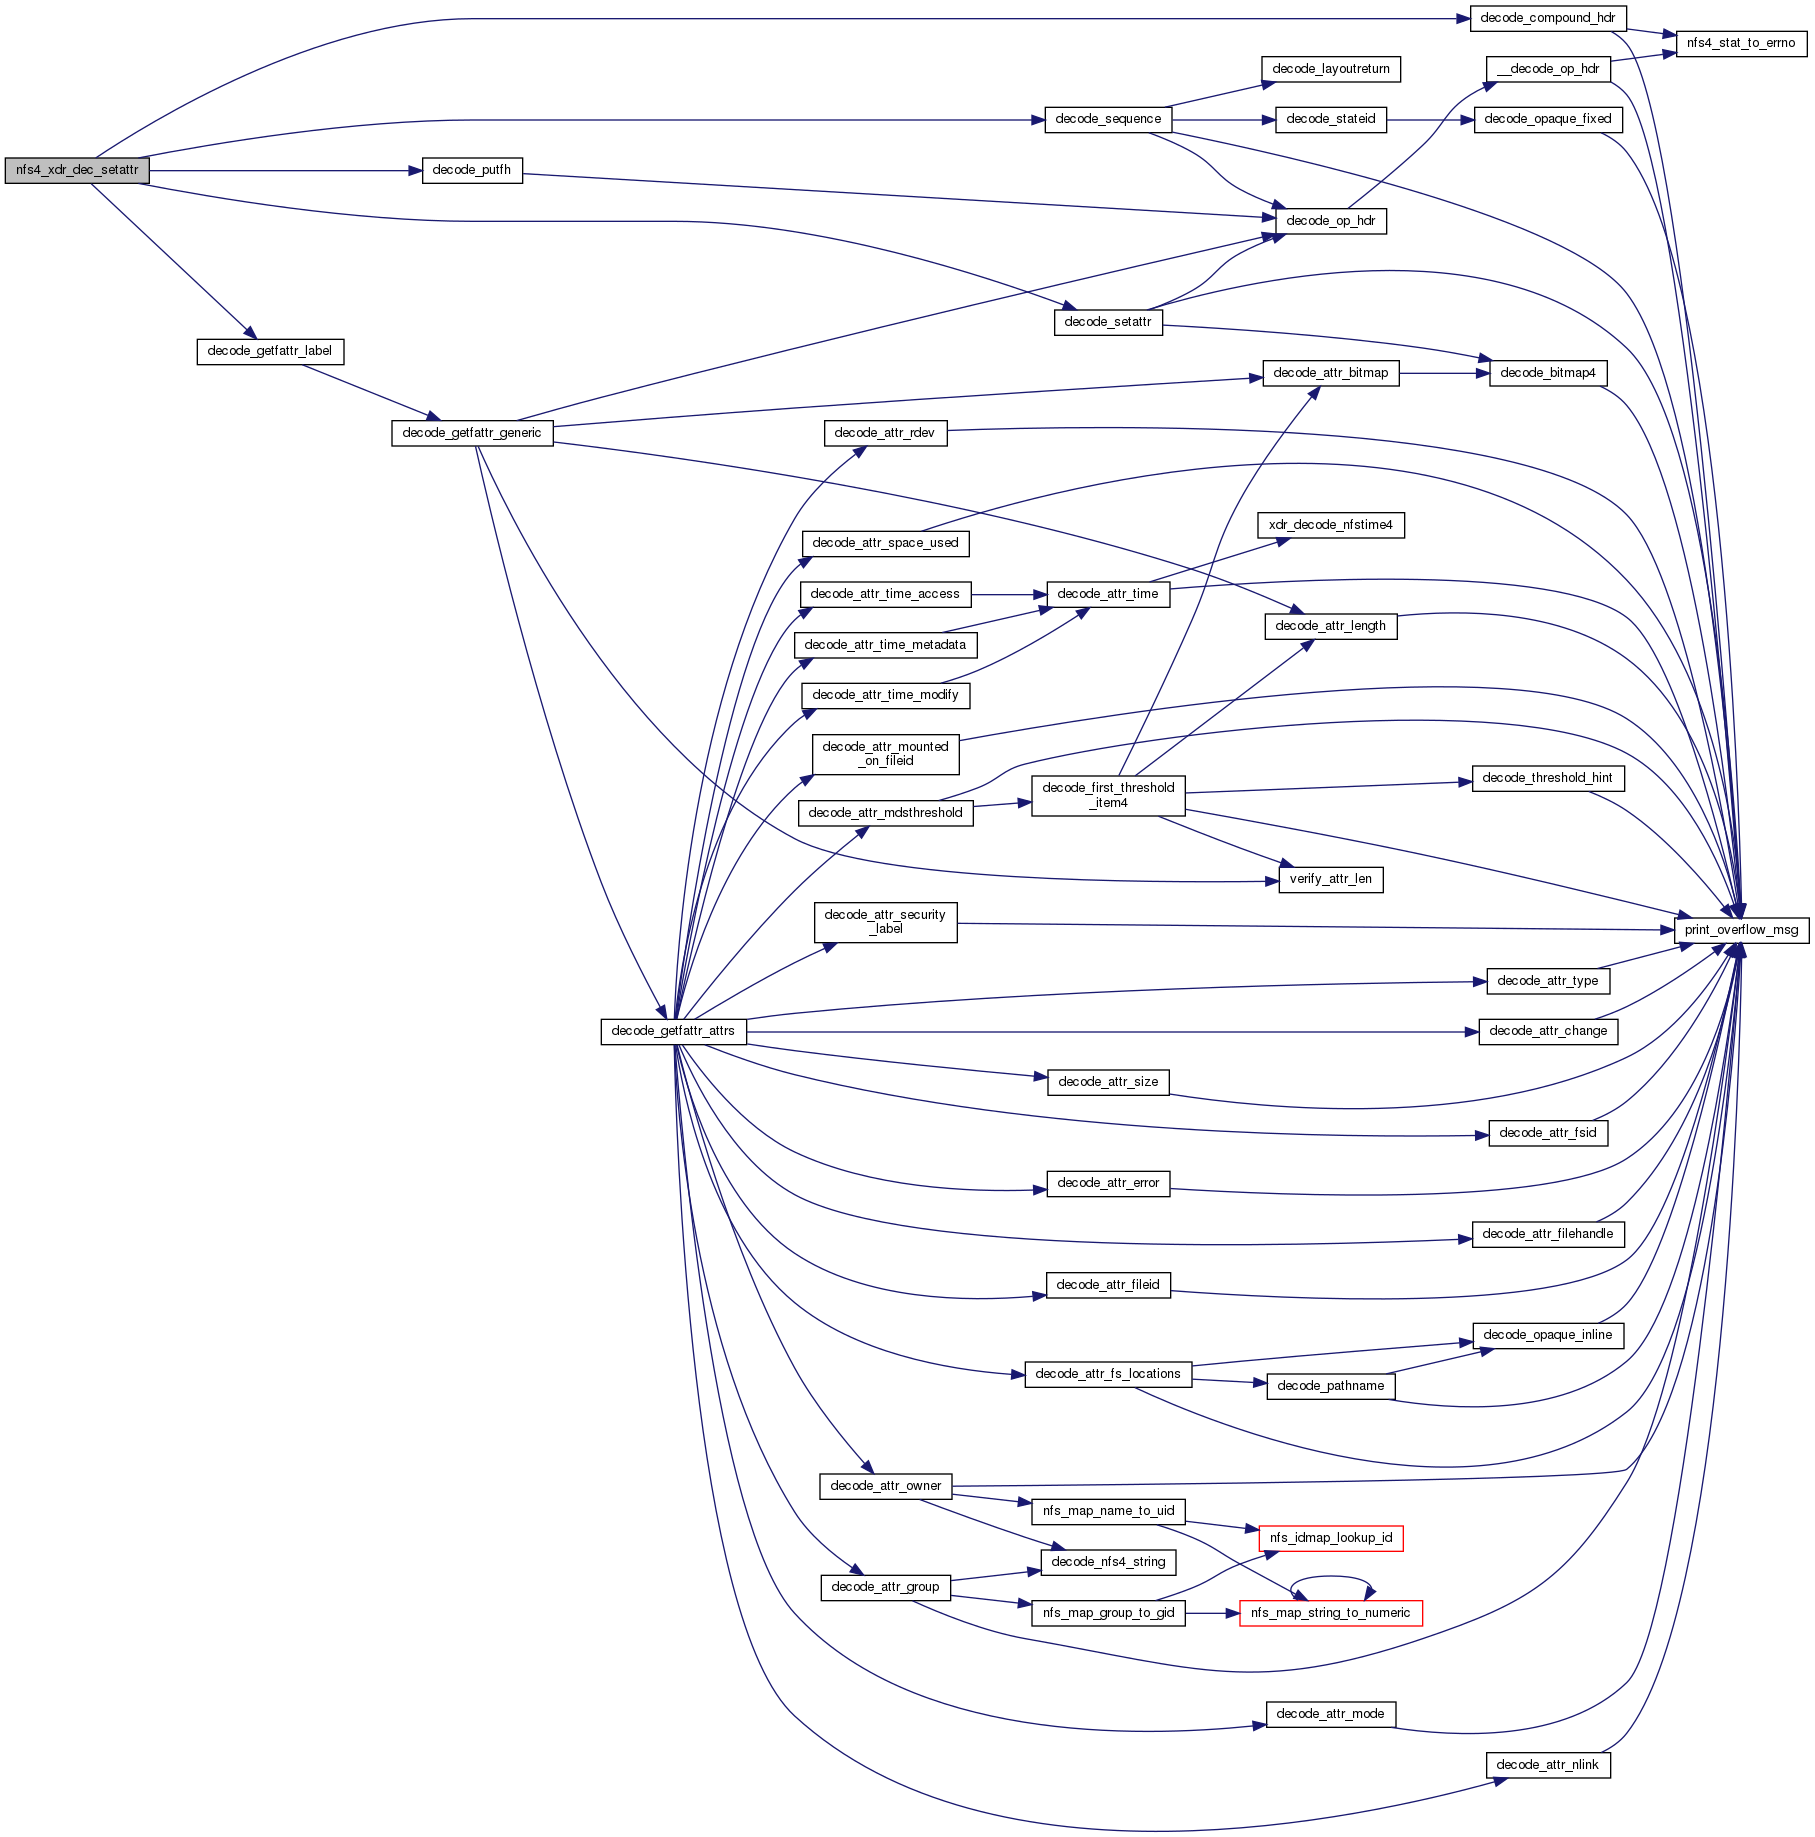 decode_compound_hdr
nfs4_stat_to_errno
decode_layoutreturn
__decode_op_hdr
decode_sequence
decode_stateid
decode_opaque_fixed
nfs4_xdr_dec_setattr
decode_putfh
decode_op_hdr
decode_setattr
decode_getfattr_label
decode_attr_bitmap
decode_bitmap4
decode_getfattr_generic
decode_attr_rdev
xdr_decode_nfstime4
decode_attr_space_used
decode_attr_time_access
decode_attr_time
decode_attr_length
decode_attr_time_metadata
decode_attr_time_modify
decode_attr_mounted
_on_fileid
decode_first_threshold
_item4
decode_threshold_hint
decode_attr_mdsthreshold
verify_attr_len
decode_attr_security
_label
print_overflow_msg
decode_attr_type
decode_getfattr_attrs
decode_attr_change
decode_attr_size
decode_attr_fsid
decode_attr_error
decode_attr_filehandle
decode_attr_fileid
decode_opaque_inline
decode_attr_fs_locations
decode_pathname
decode_attr_owner
nfs_map_name_to_uid
nfs_idmap_lookup_id
decode_nfs4_string
decode_attr_group
nfs_map_group_to_gid
nfs_map_string_to_numeric
decode_attr_mode
decode_attr_nlink